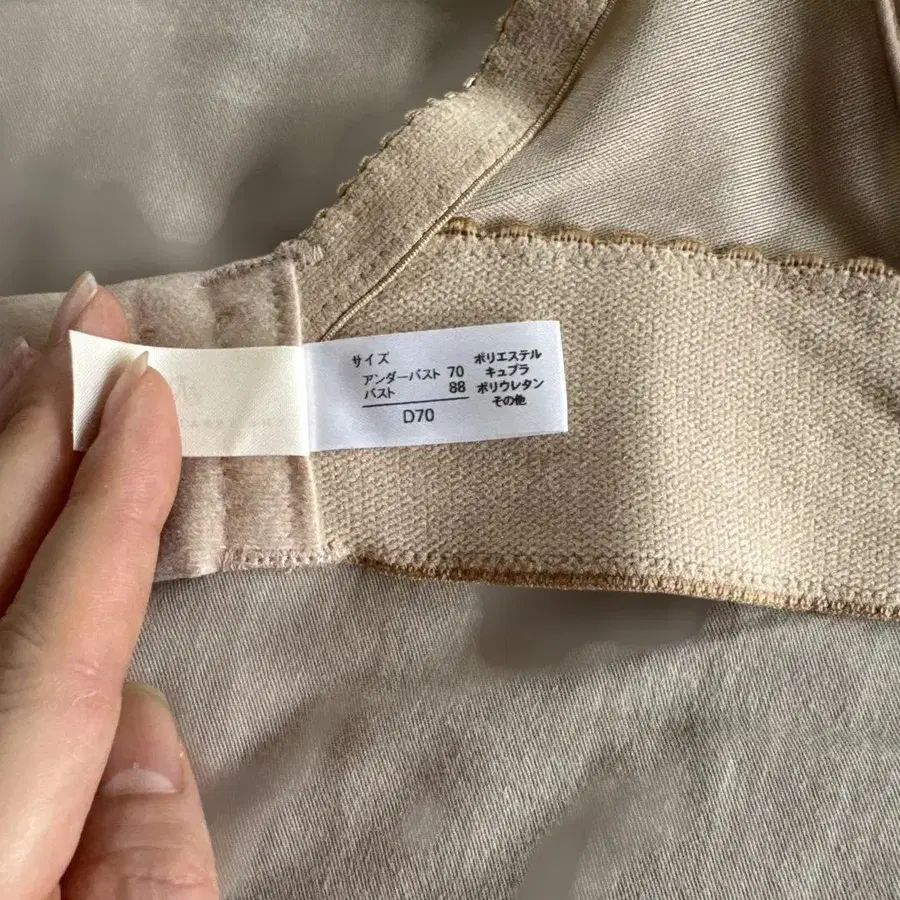 サイズ
アンダーバスト 70
バスト 88
D70
ポリエステル
キュプラ
ポリウレタン
その他